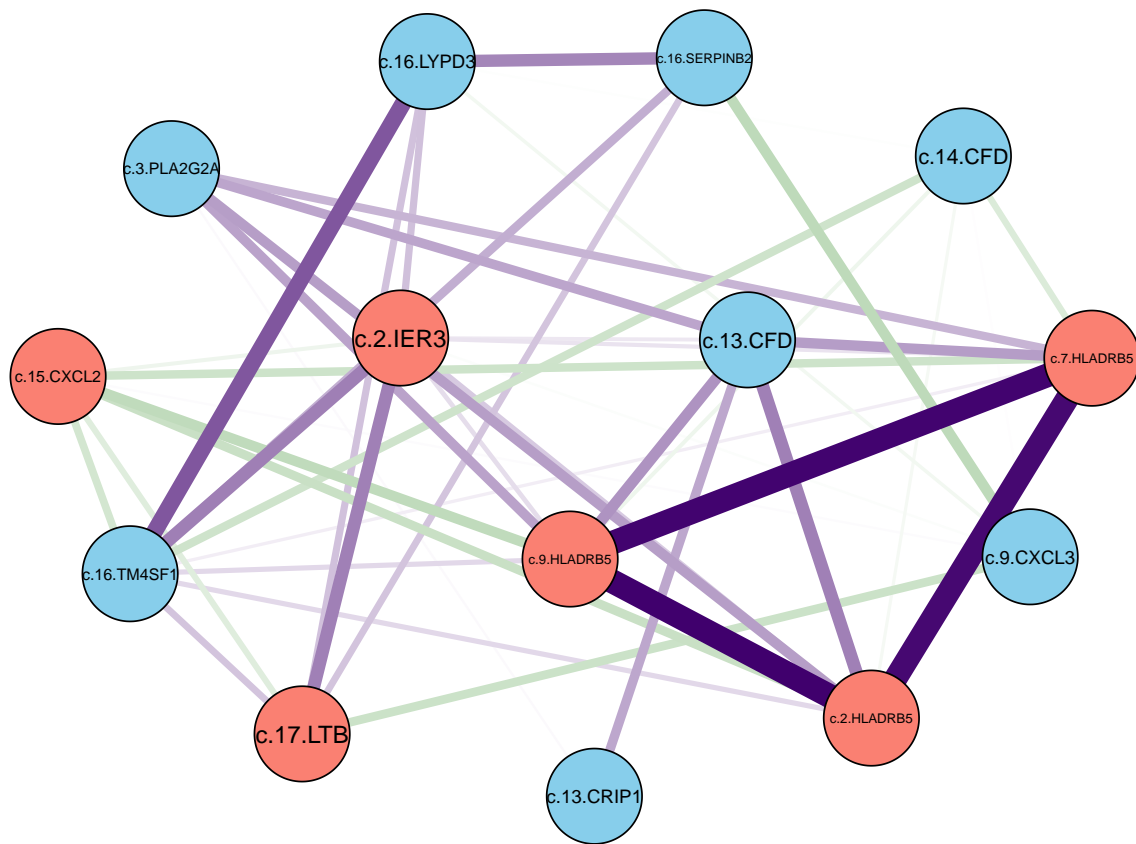 c.16.LYPD3
c.16.SERPINB2
c.14.CFD
c.3.PLA2G2A
c.2.IER3
c.13.CFD
c.7.HLADRB5
c.15.CXCL2
c.9.HLADRB5
c.9.CXCL3
c.16.TM4SF1
c.2.HLADRB5
c.17.LTB
c.13.CRIP1